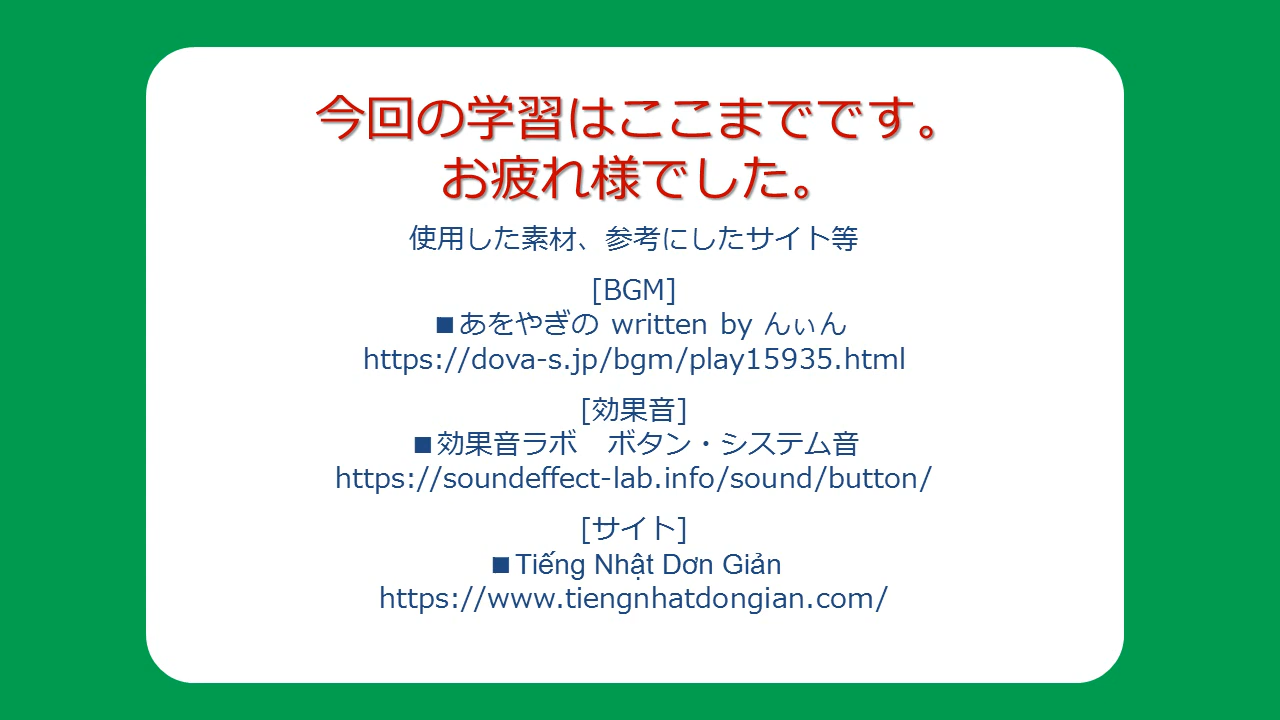 今回の学習はここまでです。
お疲れ様でした。
使用した素材、参考にしたサイト等
[BGM]
■あをやぎの written by んぃん
https://dova-s.jp/bgm/play15935.html
[効果音]
■効果音ラボ　ボタン・システム音
https://soundeffect-lab.info/sound/button/
[サイト]
■Tiếng Nhật Dơn Giản
https://www.tiengnhatdongian.com/